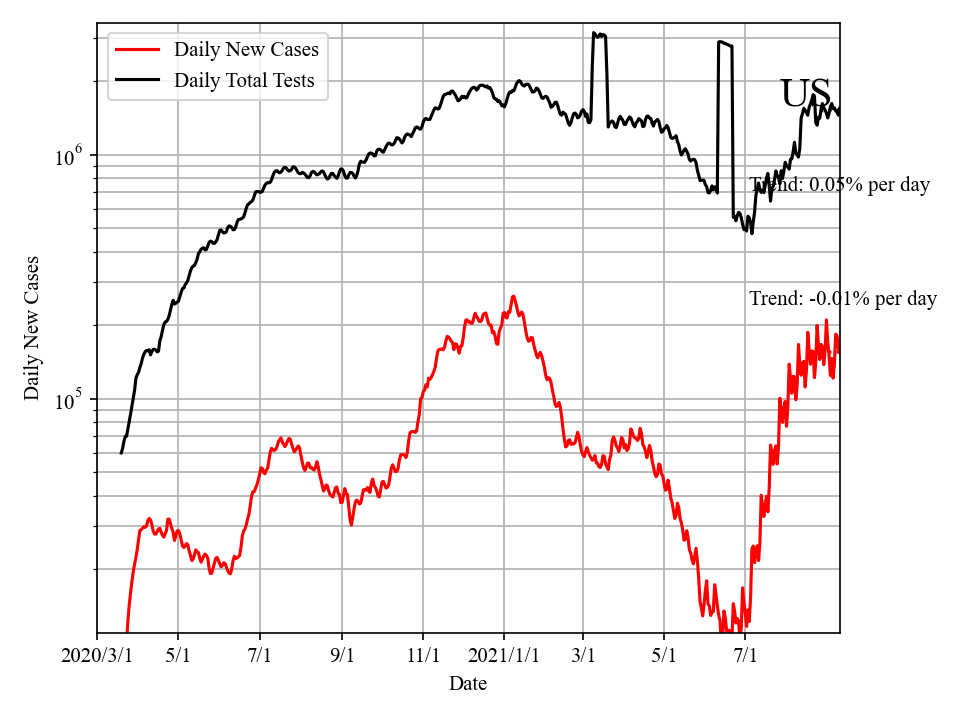 Daily New Cases
Daily Total Tests
US
10^6
Trend: 0.05% per day
Trend: -0.01% per day
10^5
Daily New Cases
2020/3/1 5/1 7/1 9/1 11/1 2021/1/1 3/1 5/1 7/1
Date